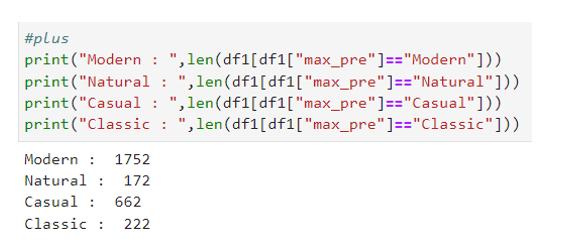 #plus
print("Modern : ",len(df1[df1["max_pre"]=="Modern"]))
print("Natural : ",len(df1[df1["max_pre"]=="Natural"]))
print("Casual : ",len(df1[df1["max_pre"]=="Casual"]))
print("Classic : ",len(df1[df1["max_pre"]=="Classic"]))
Modern :  1752
Natural :  172
Casual :  662
Classic :  222